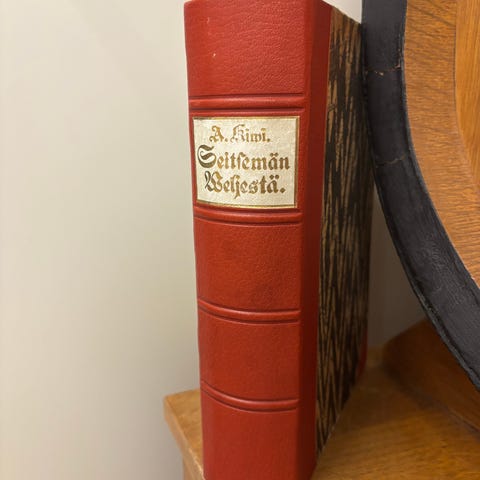 A. Kiwi.
Seitsemän
Weljestä.